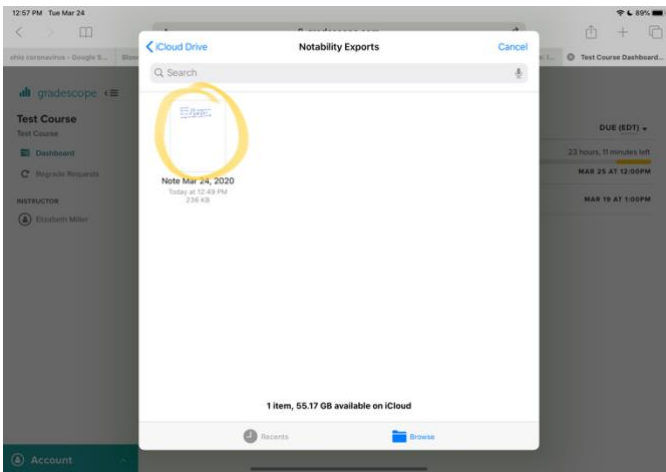 12:57 PM Tue Mar 24
89%
iCloud Drive
Notability Exports
Cancel
Google S...
Test Course Dashboard...
Search
gradescope
Test Course
Test Course
DUE (EDT)
Dashboard
23 hours, 11 minutes left
Regrade Requests
MAR 25 AT 12:00PM
Note Mar 24, 2020
Today at 12:49 PM
236 KB
INSTRUCTOR
MAR 19 AT 1:00PM
Elizabeth Miller
1 item, 55.17 GB available on iCloud
Recents
Browse
Account